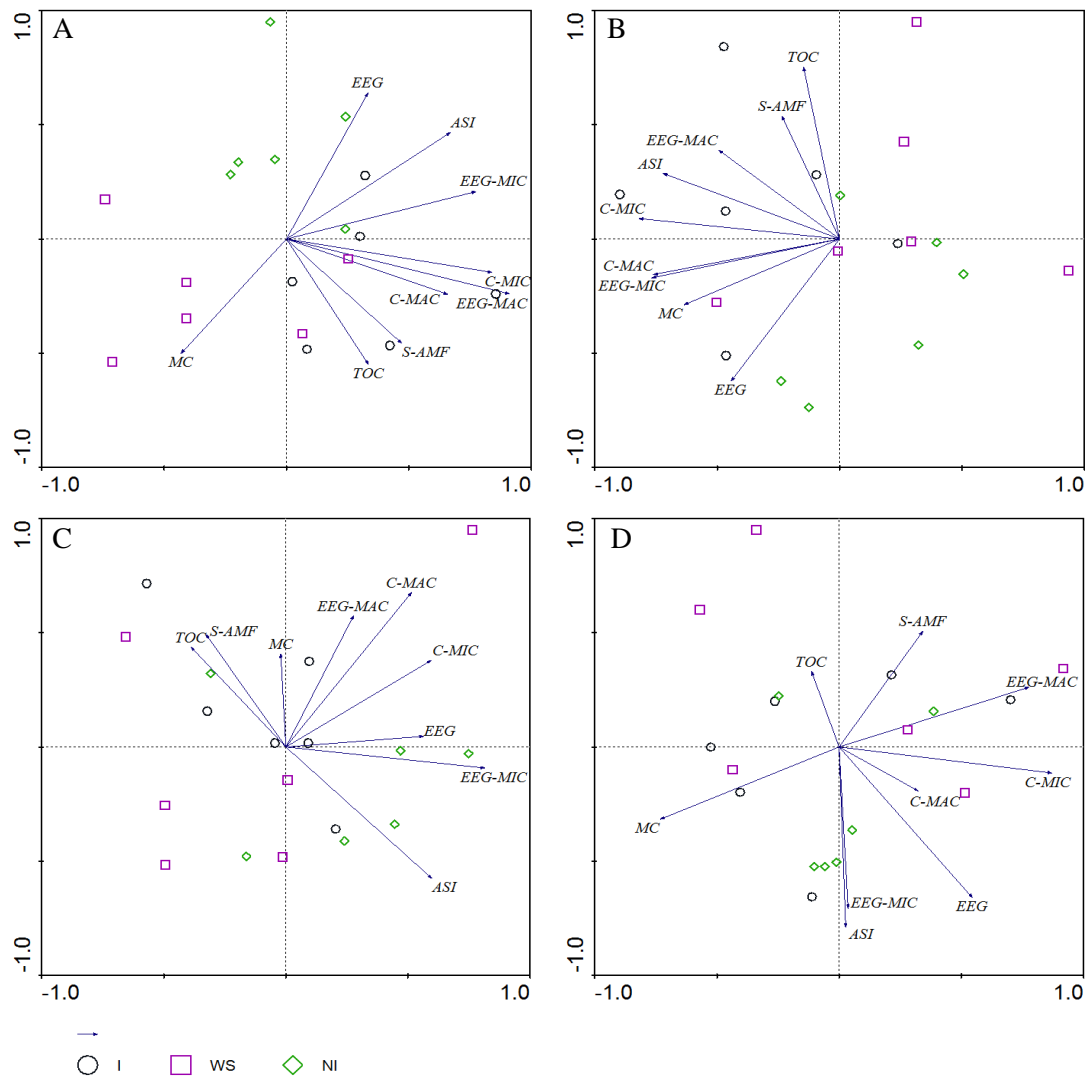 A
1.0
EEG
ASI
EEG-MIC
C-MIC
C-MAC
EEG-MAC
S-AMF
MC
TOC
-1.0
-1.0
1.0
B
1.0
TOC
S-AMF
EEG-MAC
ASI
C-MIC
C-MAC
EEG-MIC
MC
EEG
-1.0
-1.0
1.0
C
1.0
C-MAC
EEG-MAC
S-AMF
TOC
MC
C-MIC
EEG
EEG-MIC
ASI
-1.0
-1.0
1.0
D
1.0
S-AMF
TOC
EEG-MAC
C-MIC
C-MAC
MC
EEG-MIC
EEG
ASI
-1.0
-1.0
1.0
I WS NI